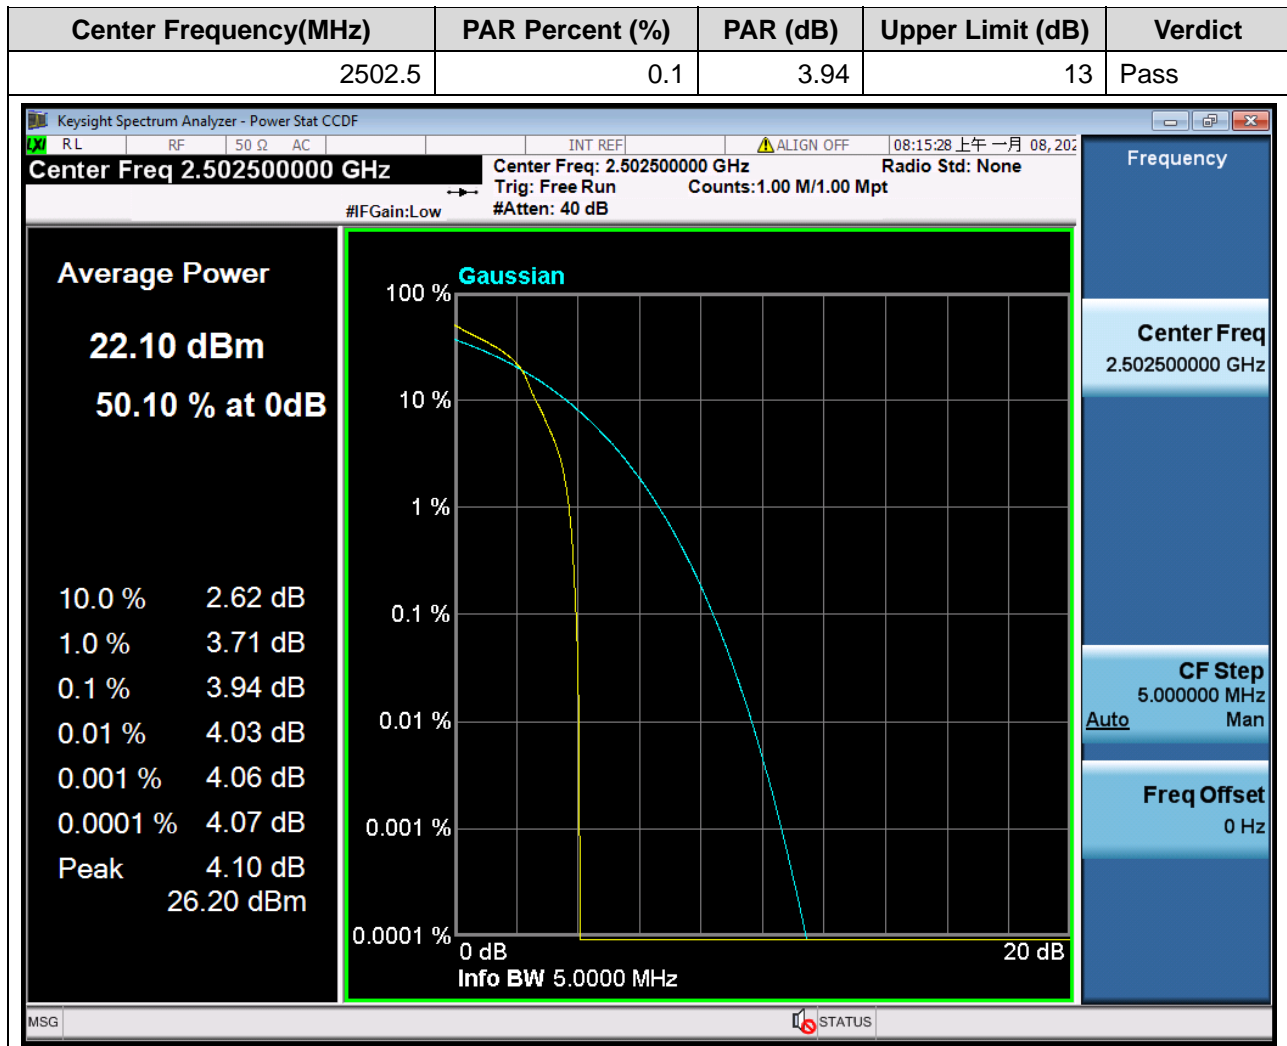 Center Frequency(MHz) PAR Percent (%) PAR (dB) Upper Limit (dB) Verdict
2502.5 0.1 3.94 13 Pass
Keysight Spectrum Analyzer - Power Stat CCDF
LXI RL RF 50 Ω AC INT REF ALIGN OFF 08:15:28 上午 一月 08, 202
Center Freq 2.502500000 GHz
#IFGain:Low
Center Freq: 2.502500000 GHz Radio Std: None
Trig: Free Run Counts:1.00 M/1.00 Mpt
#Atten: 40 dB
Average Power
22.10 dBm
50.10 % at 0dB
10.0 % 2.62 dB
1.0 % 3.71 dB
0.1 % 3.94 dB
0.01 % 4.03 dB
0.001 % 4.06 dB
0.0001 % 4.07 dB
Peak 4.10 dB
26.20 dBm
Gaussian
100 %
10 %
1 %
0.1 %
0.01 %
0.001 %
0.0001 %
0 dB 20 dB
Info BW 5.0000 MHz
Frequency
Center Freq
2.502500000 GHz
CF Step
5.000000 MHz
Auto Man
Freq Offset
0 Hz
MSG STATUS